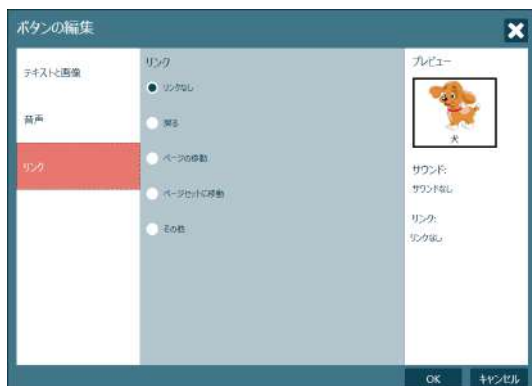 ボタンの編集
テキストと画像
音声
リンク
リンク
リンクなし
戻る
ページの移動
ページセットに移動
その他
プレビュー
犬
サウンド:
サウンドなし
リンク:
リンクなし
OK
キャンセル